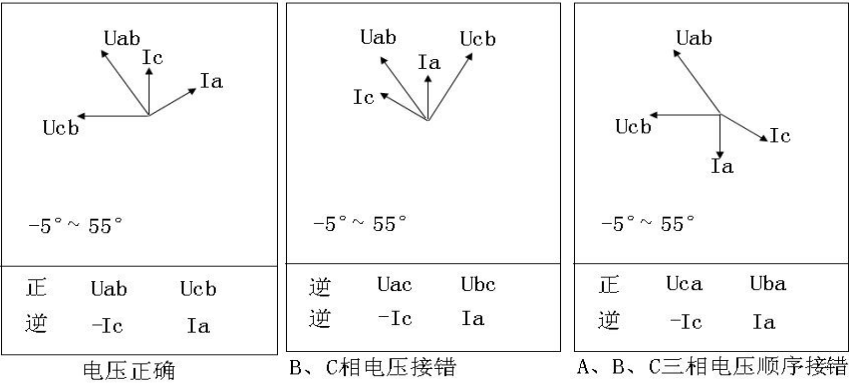 Uab
Ic
Ia
Ucb
-5°~ 55°
正 Uab Ucb
逆 -Ic Ia
电压正确
Uab
Ucb
Ia
Ic
-5°~ 55°
逆 Uac Ubc
逆 -Ic Ia
B、C相电压接错
Uab
Ucb
Ic
Ia
-5°~ 55°
正 Uca Uba
逆 -Ic Ia
A、B、C三相电压顺序接错